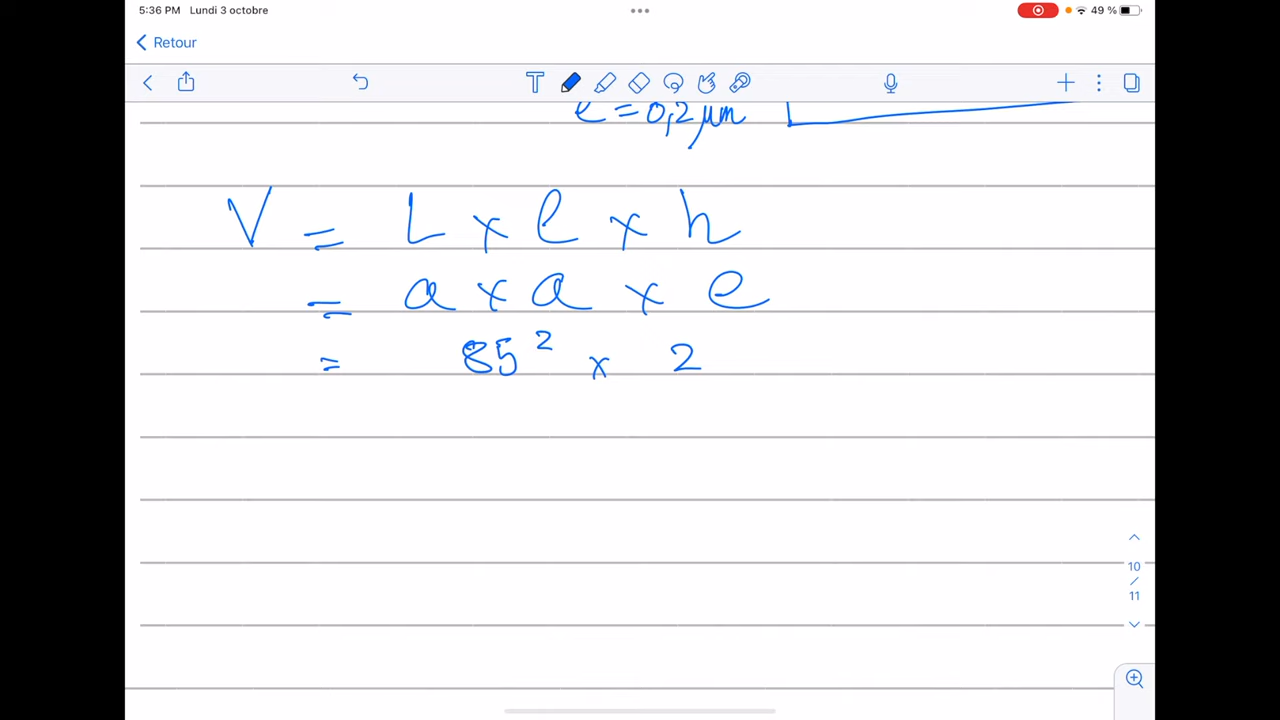 5:36 PM Lundi 3 octobre 49 %
Retour
e = 0,2 μm
V = L x l x h
= a x a x e
= 85² x 2
10
/
11